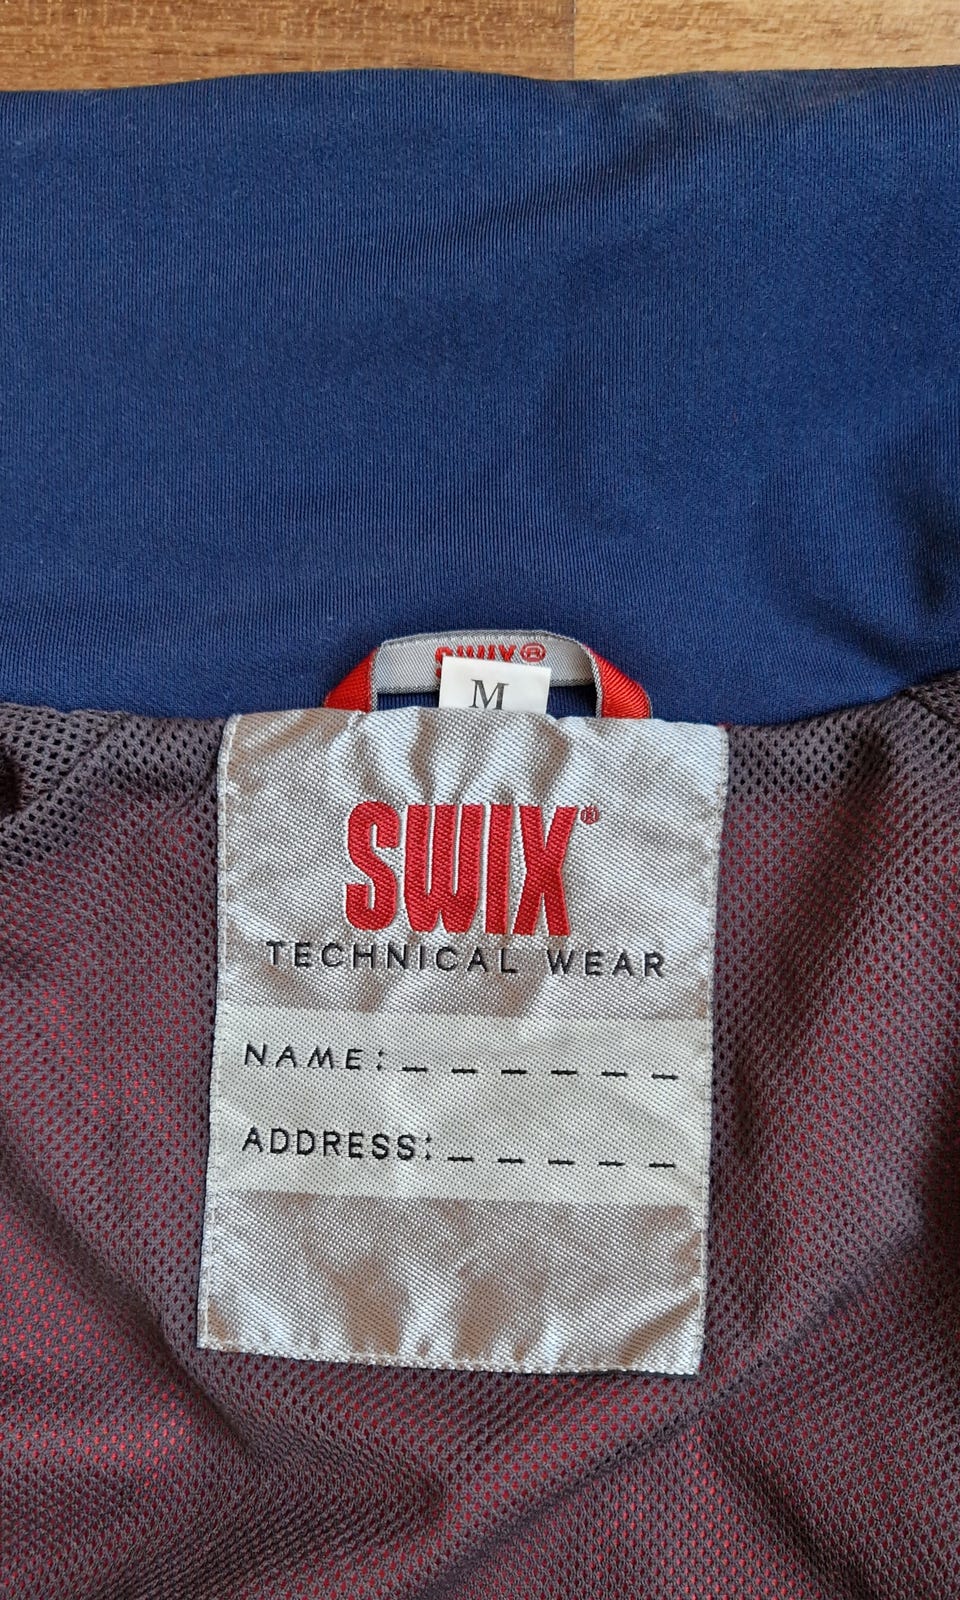 SWIX®
M
SWIX®
TECHNICAL WEAR
NAME: _ _ _ _ _ _
ADDRESS: _ _ _ _ _